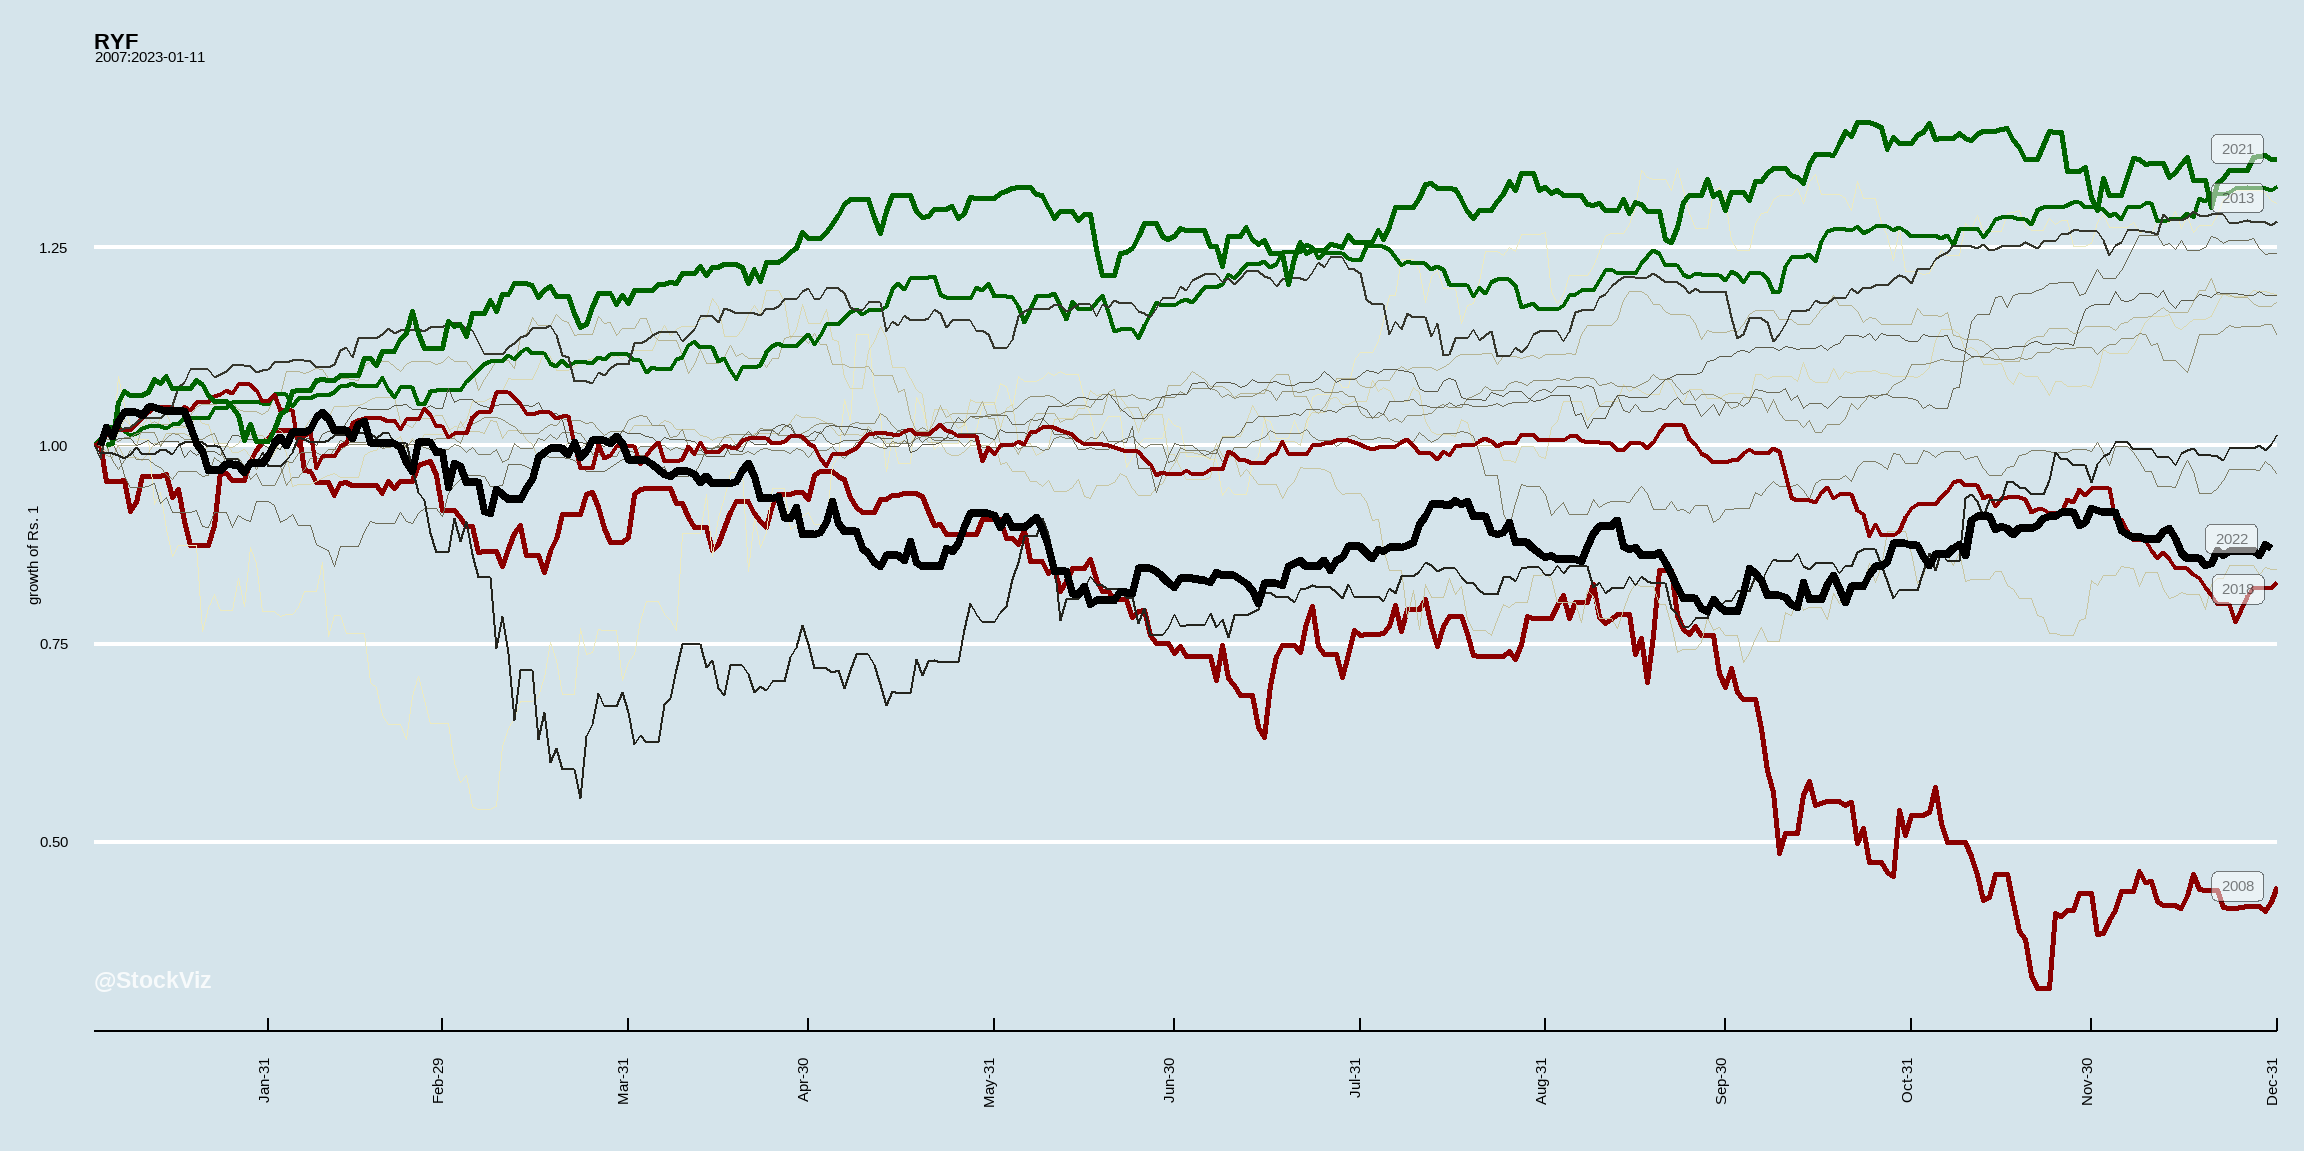 RYF
2007:2023-01-11
growth of Rs. 1
1.25
1.00
0.75
0.50
2021
2013
2022
2018
2008
@StockViz
Jan-31
Feb-29
Mar-31
Apr-30
May-31
Jun-30
Jul-31
Aug-31
Sep-30
Oct-31
Nov-30
Dec-31